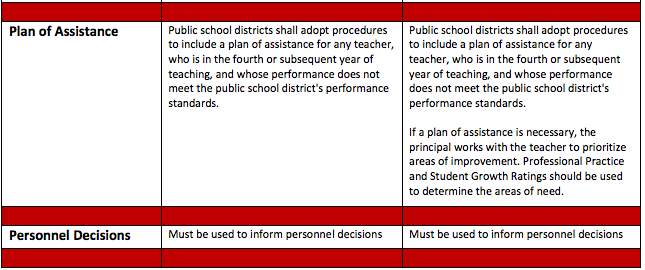 Plan of Assistance
Public school districts shall adopt procedures
to include a plan of assistance for any teacher,
who is in the fourth or subsequent year of
teaching, and whose performance does not
meet the public school district's performance
standards.
Public school districts shall adopt procedures
to include a plan of assistance for any
teacher, who is in the fourth or subsequent
year of teaching, and whose performance
does not meet the public school district's
performance standards.
If a plan of assistance is necessary, the
principal works with the teacher to prioritize
areas of improvement. Professional Practice
and Student Growth Ratings should be used
to determine the areas of need.
Personnel Decisions
Must be used to inform personnel decisions
Must be used to inform personnel decisions